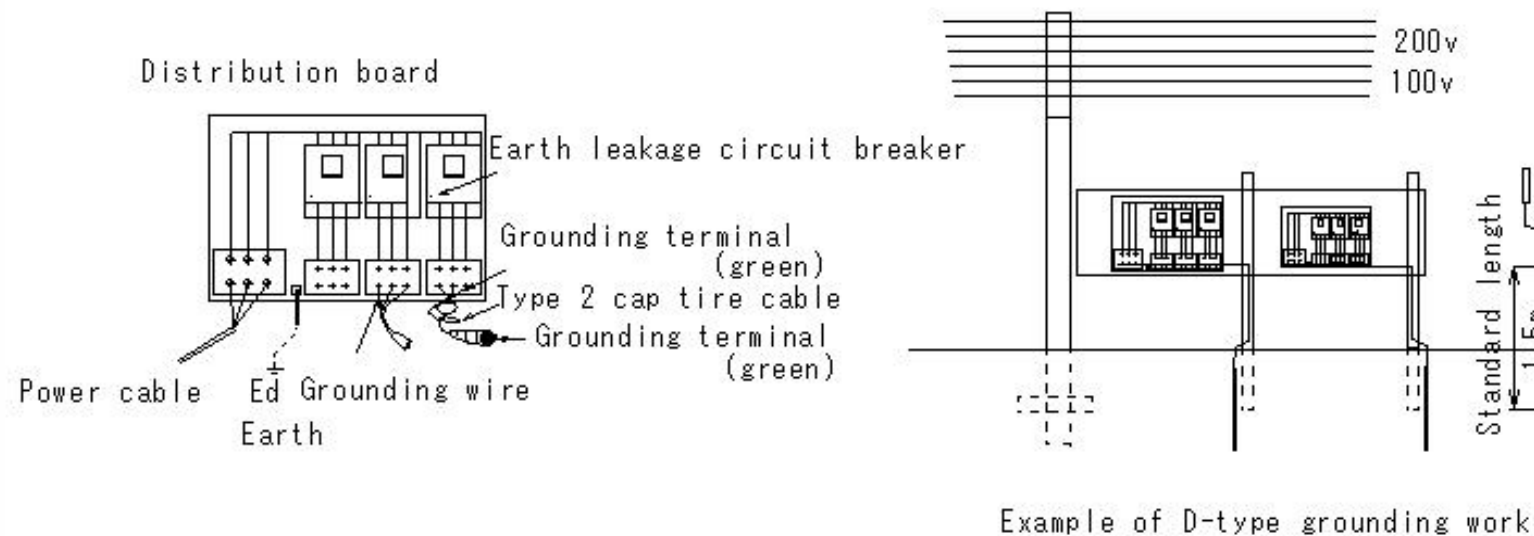 Distribution board
Earth leakage circuit breaker
Grounding terminal
(green)
Type 2 cap tire cable
Grounding terminal
(green)
Power cable
Ed
Grounding wire
Earth
200v
100v
Standard length
Example of D-type grounding work